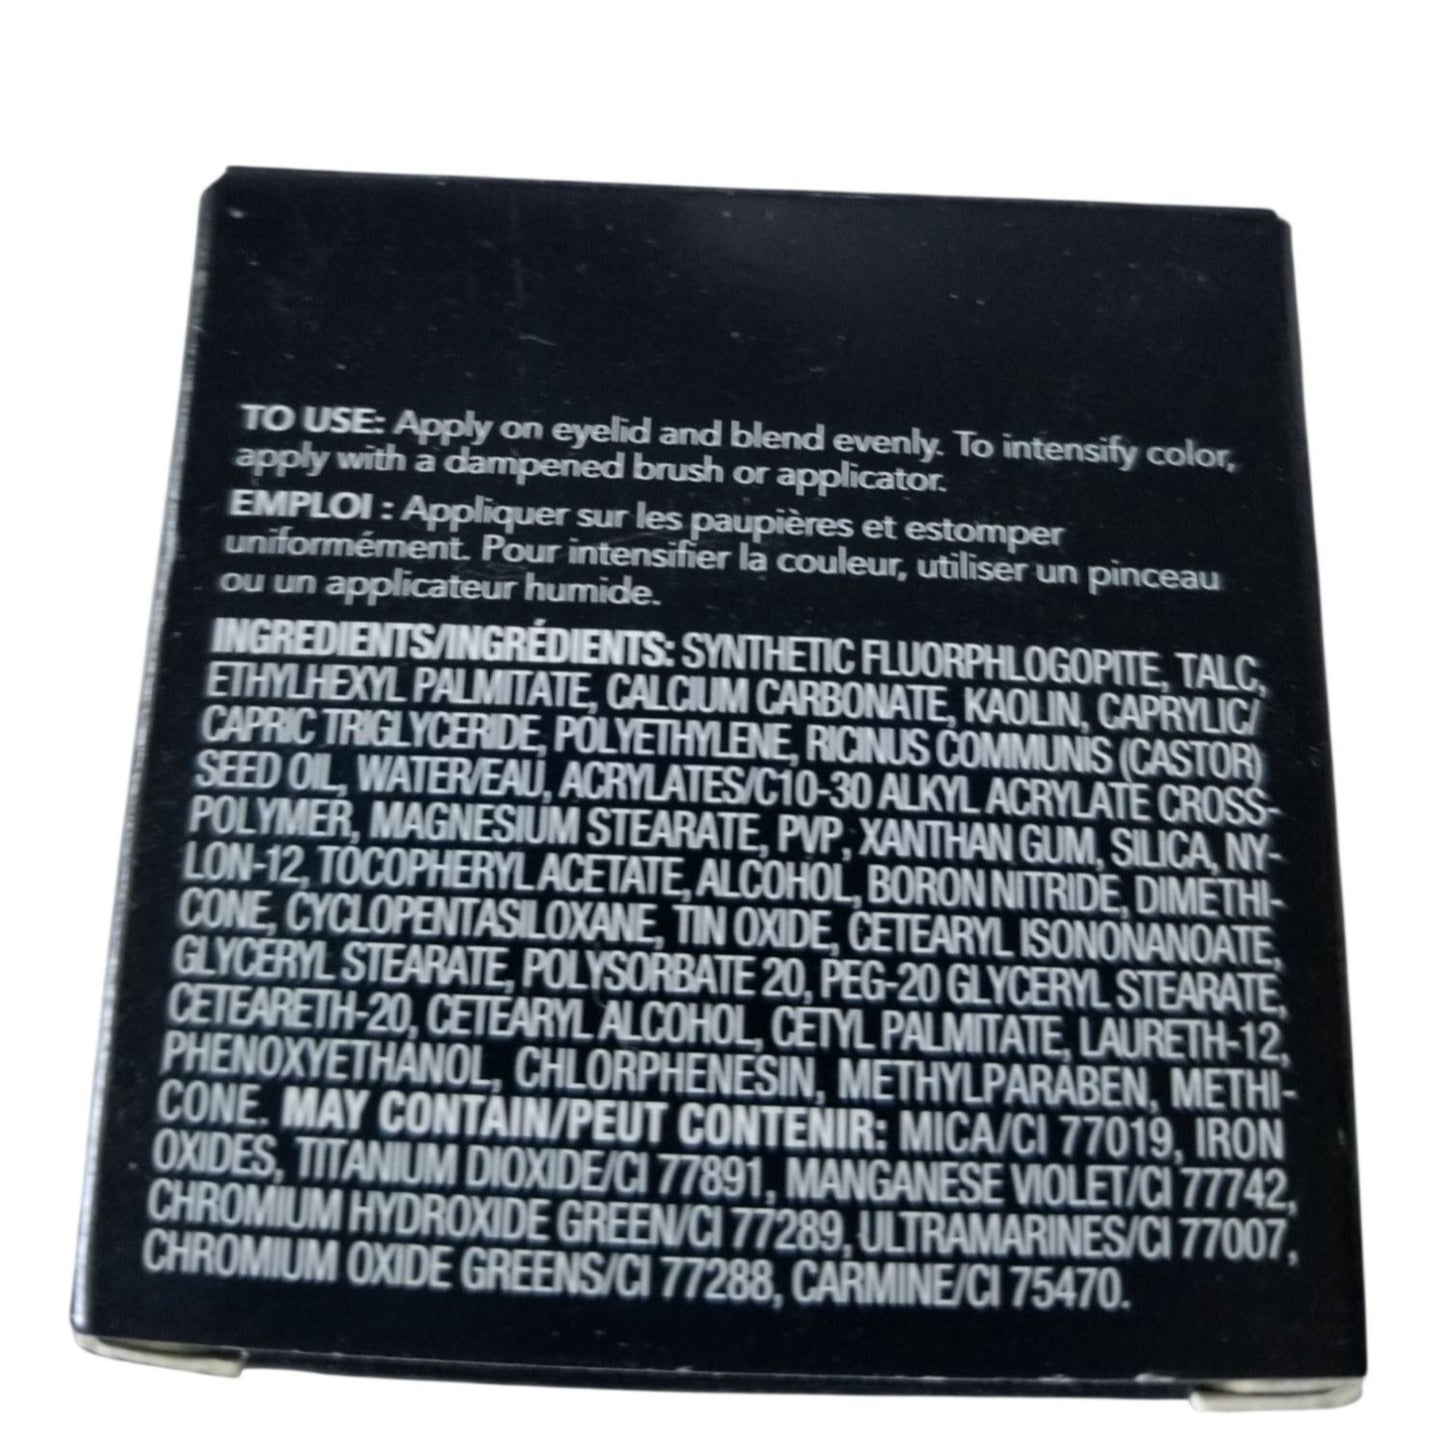 TO USE: Apply on eyelid and blend evenly. To intensify color,
apply with a dampened brush or applicator.
EMPLOI : Appliquer sur les paupières et estomper
uniformément. Pour intensifier la couleur, utiliser un pinceau
ou un applicateur humide.
INGREDIENTS/INGRÉDIENTS: SYNTHETIC FLUORPHLOGOPITE, TALC,
ETHYLHEXYL PALMITATE, CALCIUM CARBONATE, KAOLIN, CAPRYLIC/
CAPRIC TRIGLYCERIDE, POLYETHYLENE, RICINUS COMMUNIS (CASTOR)
SEED OIL, WATER/EAU, ACRYLATES/C10-30 ALKYL ACRYLATE CROSS-
POLYMER, MAGNESIUM STEARATE, PVP, XANTHAN GUM, SILICA, NY-
LON-12, TOCOPHERYL ACETATE, ALCOHOL, BORON NITRIDE, DIMETHI-
CONE, CYCLOPENTASILOXANE, TIN OXIDE, CETEARYL ISONONANOATE,
GLYCERYL STEARATE, POLYSORBATE 20, PEG-20 GLYCERYL STEARATE,
CETEARETH-20, CETEARYL ALCOHOL, CETYL PALMITATE, LAURETH-12,
PHENOXYETHANOL, CHLORPHENESIN, METHYLPARABEN, METHI-
CONE. MAY CONTAIN/PEUT CONTENIR: MICA/CI 77019, IRON
OXIDES, TITANIUM DIOXIDE/CI 77891, MANGANESE VIOLET/CI 77742,
CHROMIUM HYDROXIDE GREEN/CI 77289, ULTRAMARINES/CI 77007,
CHROMIUM OXIDE GREENS/CI 77288, CARMINE/CI 75470.